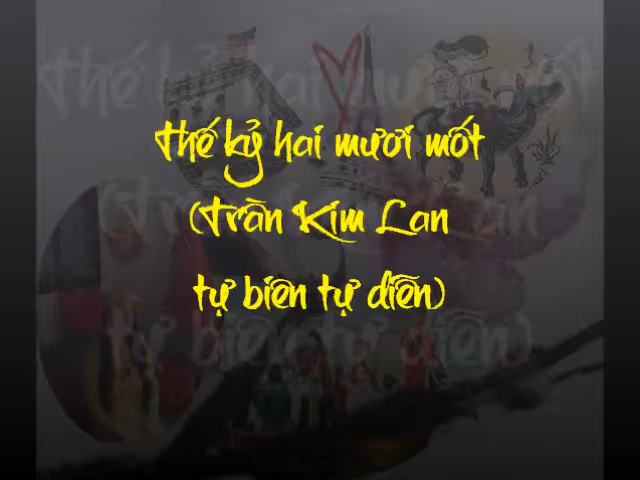 thế kỷ hai mươi mốt
(Trần Kim Lan
tự biên tự diễn)